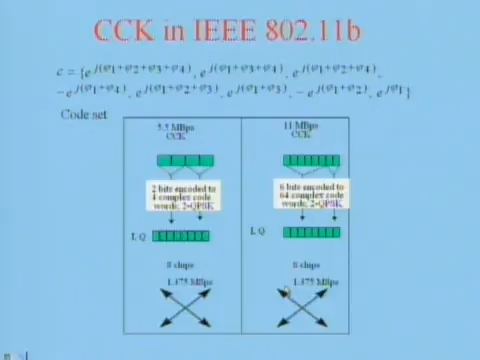 CCK in IEEE 802.11b
c = {e^j(φ1+φ2+φ3+φ4), e^j(φ1+φ3+φ4), e^j(φ1+φ2+φ4),
−e^j(φ1+φ4), e^j(φ1+φ2+φ3), e^j(φ1+φ3), −e^j(φ1+φ2), e^jφ1}
Code set
5.5 MBps
CCK
2 bit encoded to
4 complex code
words; 2-QPSK
I, Q
8 chips
1.375 MBps
11 MBps
CCK
6 bit encoded to
64 complex code
words; 2-QPSK
I, Q
8 chips
1.375 MBps